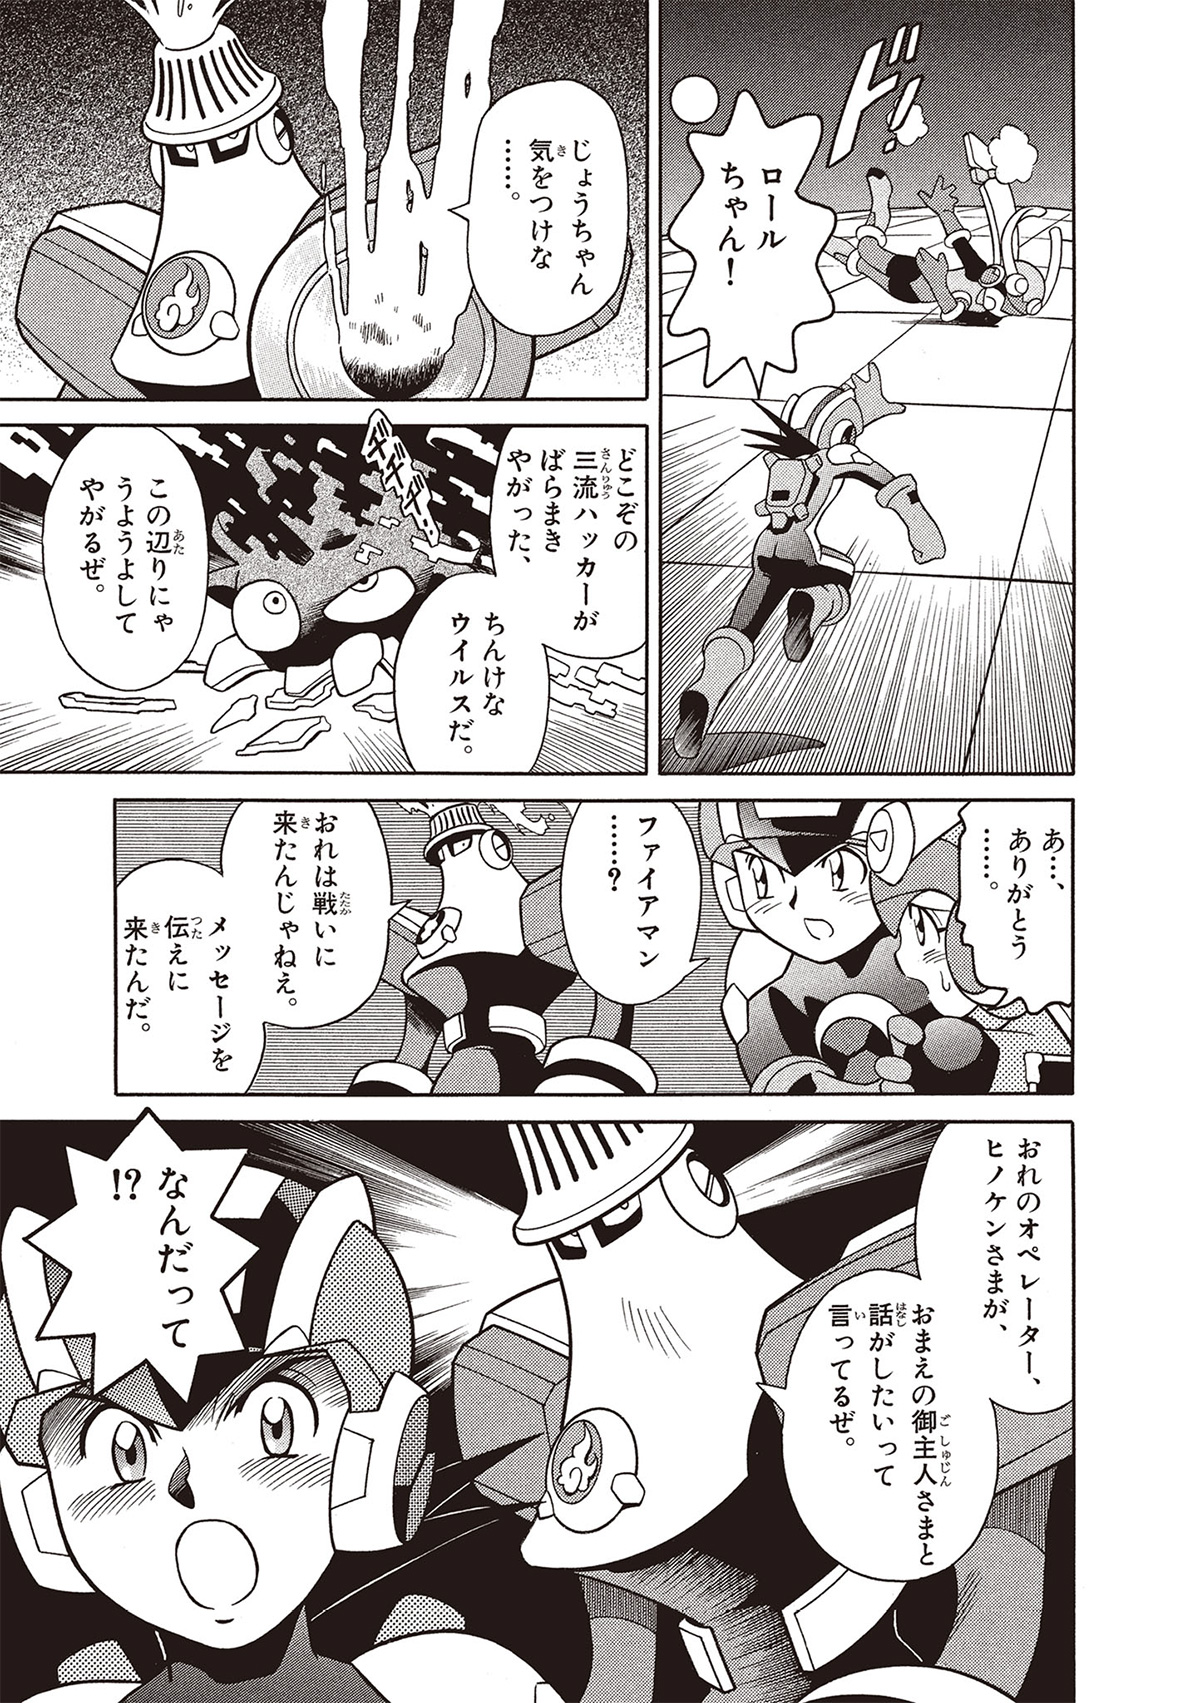 ドッ!
ロール
ちゃん!
じょうちゃん
気をつけな
……。
どこぞの
三流ハッカーが
ばらまき
やがった、
ちんけな
ウイルスだ。
ギギギ…
この辺りにゃ
うようよして
やがるぜ。
あ…、
ありがとう
……。
ファイアマン
……?
おれは戦いに
来たんじゃねえ。
メッセージを
伝えに
来たんだ。
おれのオペレーター、
ヒノケンさまが、
おまえの御主人さまと
話がしたいって
言ってるぜ。
なんだって
!?